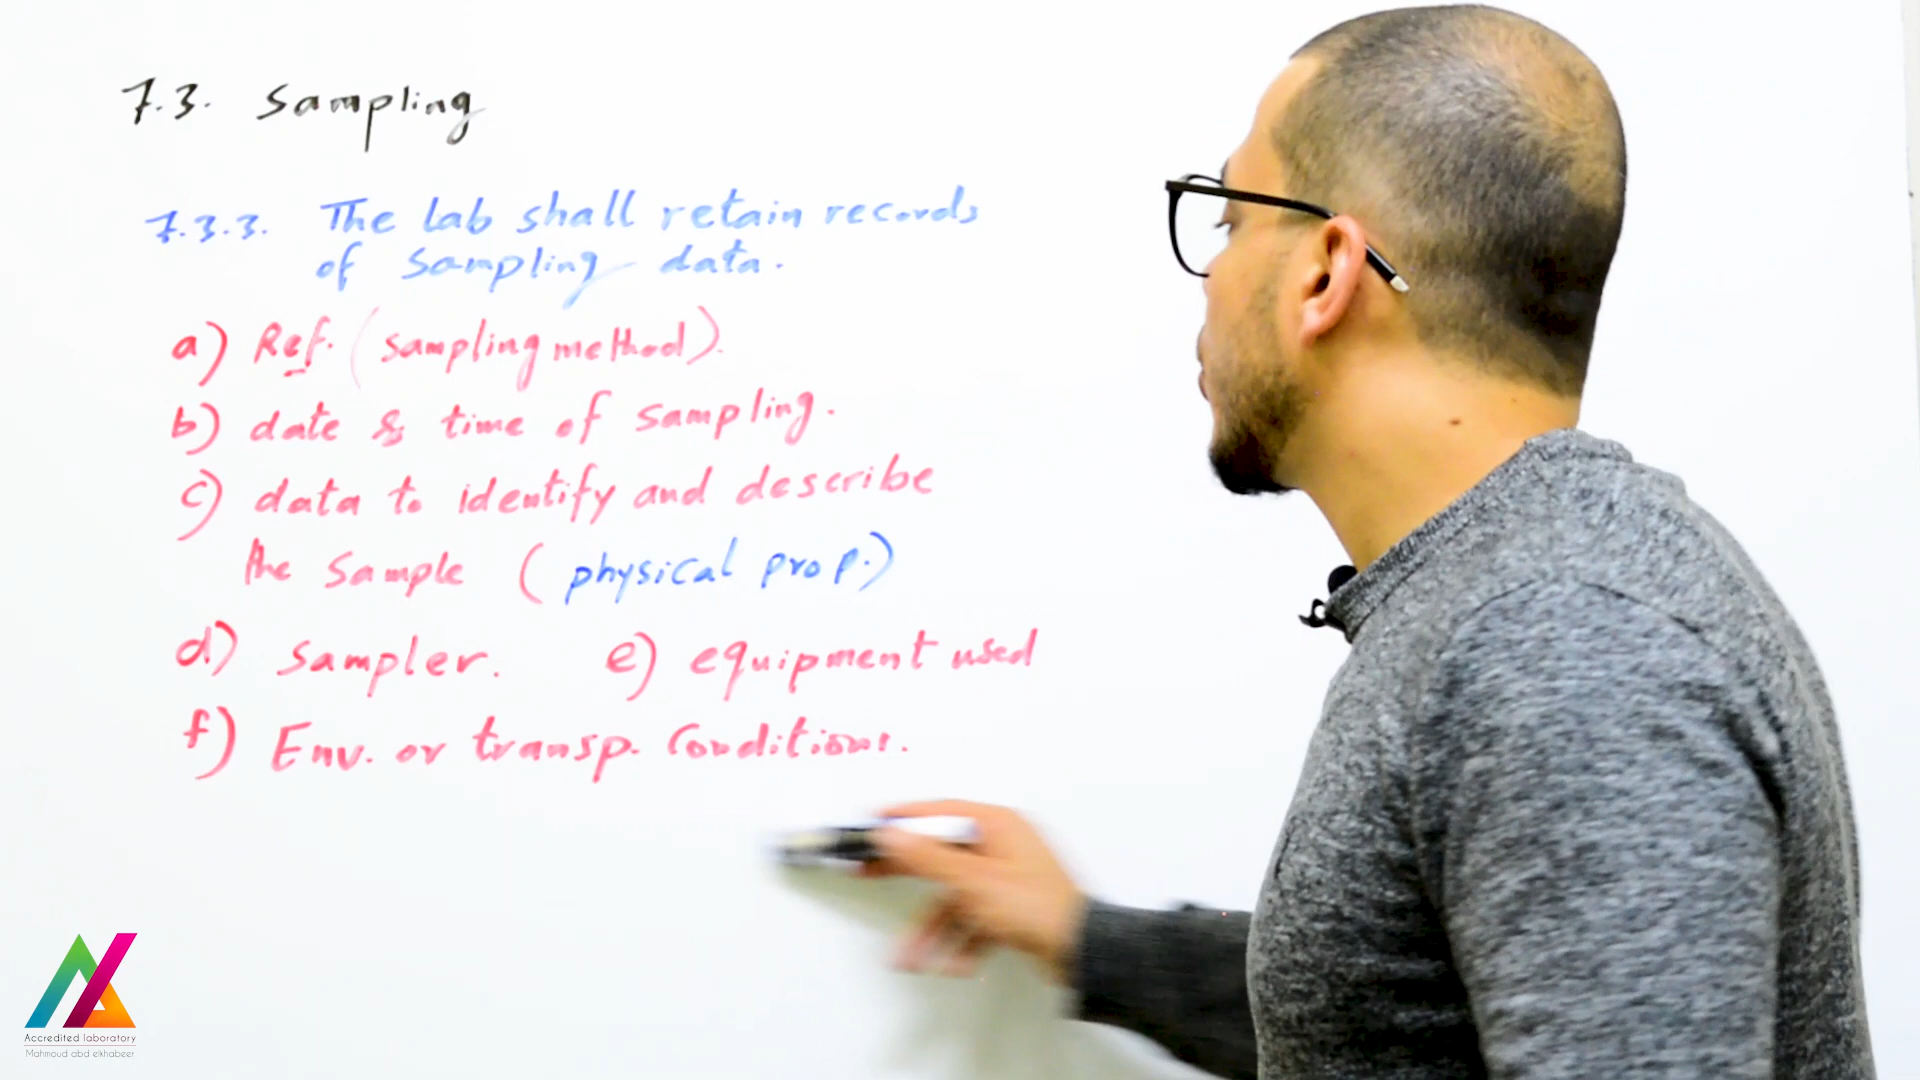 7.3. Sampling
7.3.3. The lab shall retain records
of sampling data.
a) Ref. (sampling method).
b) date & time of sampling.
c) data to identify and describe
the sample (physical prop.)
d) sampler. e) equipment used
f) Env. or transp. Conditions.
Accredited laboratory
Mahmoud abd elkhabeer